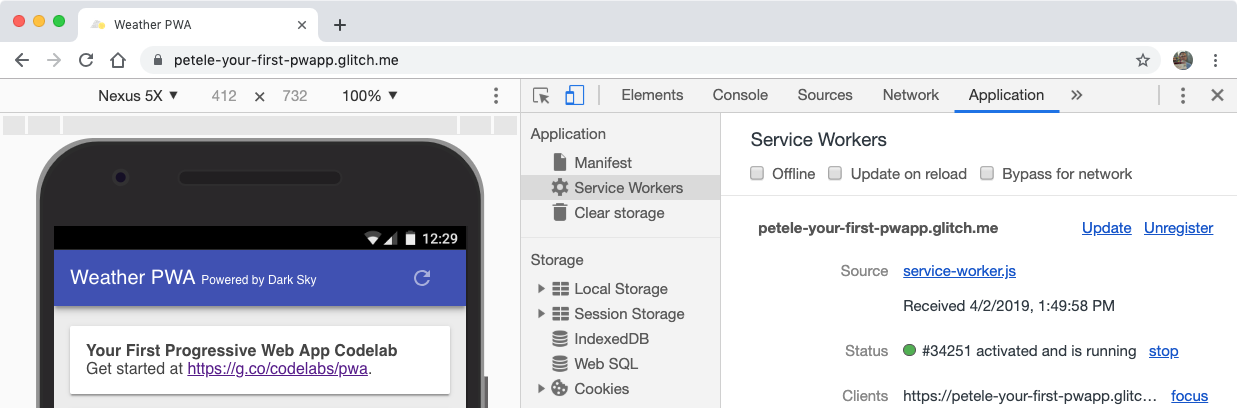 Weather PWA
petele-your-first-pwapp.glitch.me
Nexus 5X ▼ 412 × 732 100% ▼
Elements Console Sources Network Application »
12:29
Weather PWA Powered by Dark Sky
Your First Progressive Web App Codelab
Get started at https://g.co/codelabs/pwa.
Application
Manifest
Service Workers
Clear storage
Storage
Local Storage
Session Storage
IndexedDB
Web SQL
Cookies
Service Workers
Offline Update on reload Bypass for network
petele-your-first-pwapp.glitch.me Update Unregister
Source service-worker.js
Received 4/2/2019, 1:49:58 PM
Status #34251 activated and is running stop
Clients https://petele-your-first-pwapp.glitc… focus